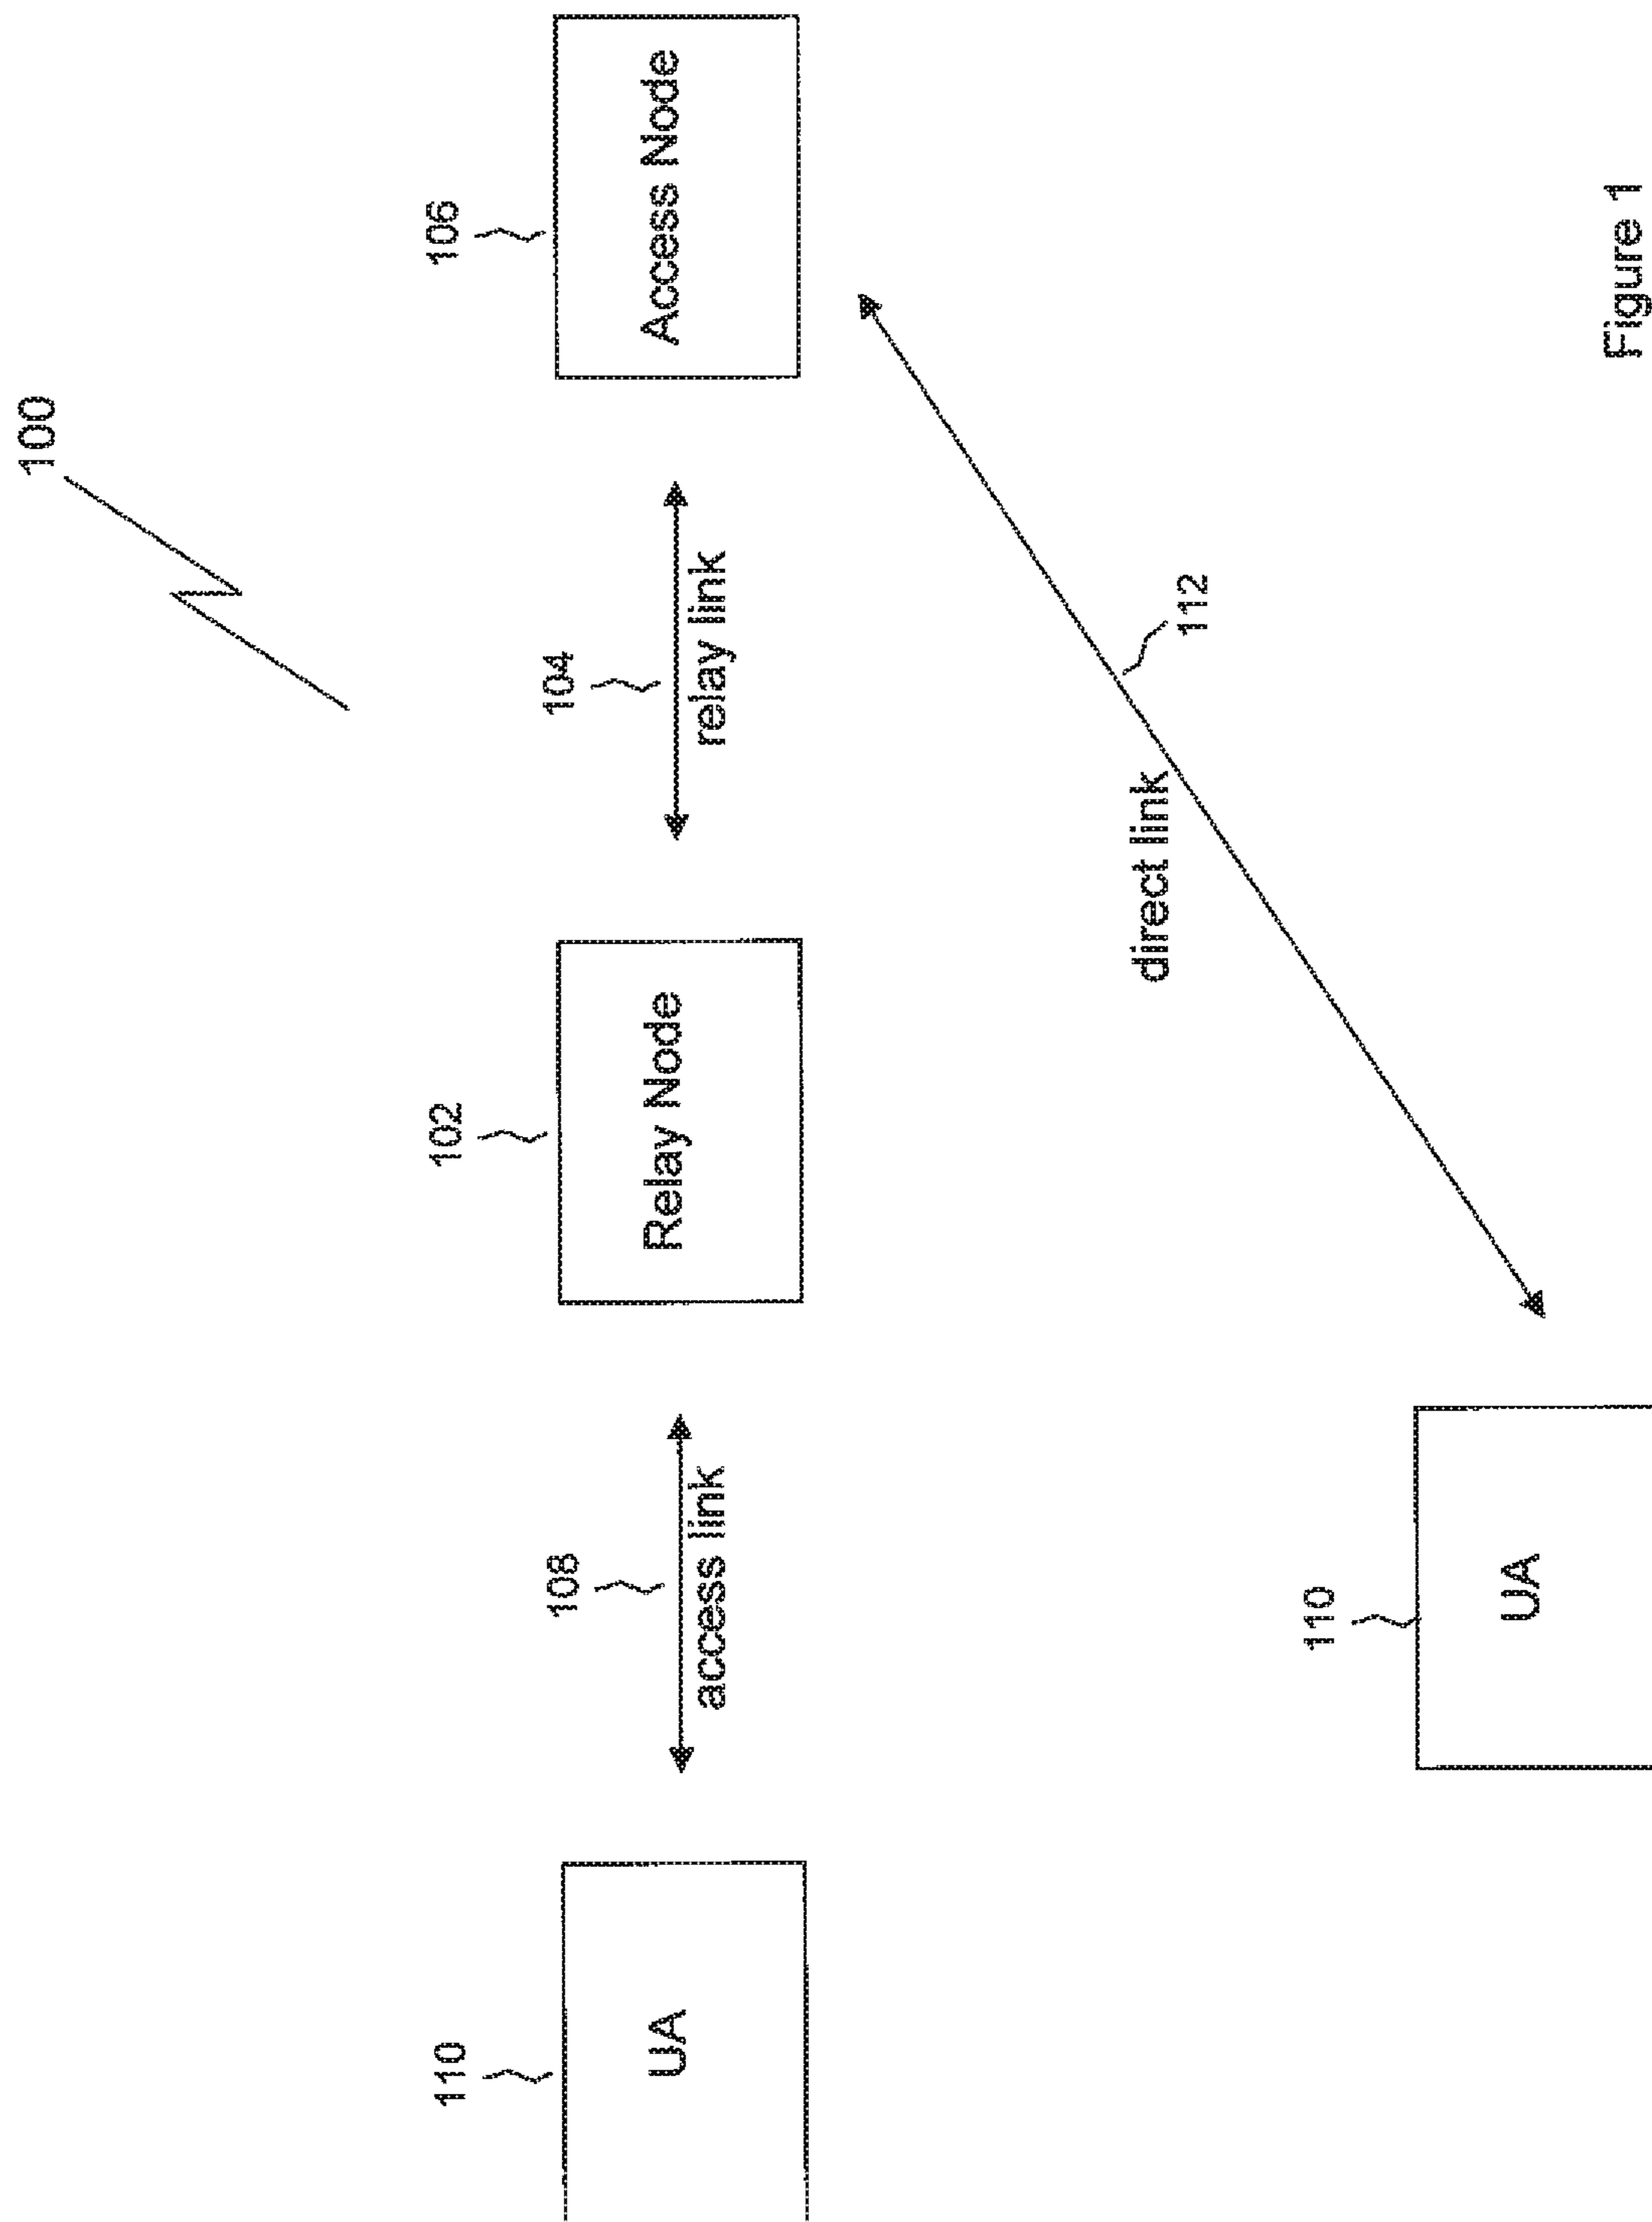 100
110
UA
108
access link
102
Relay Node
104
relay link
106
Access Node
110
UA
direct link
112
Figure 1